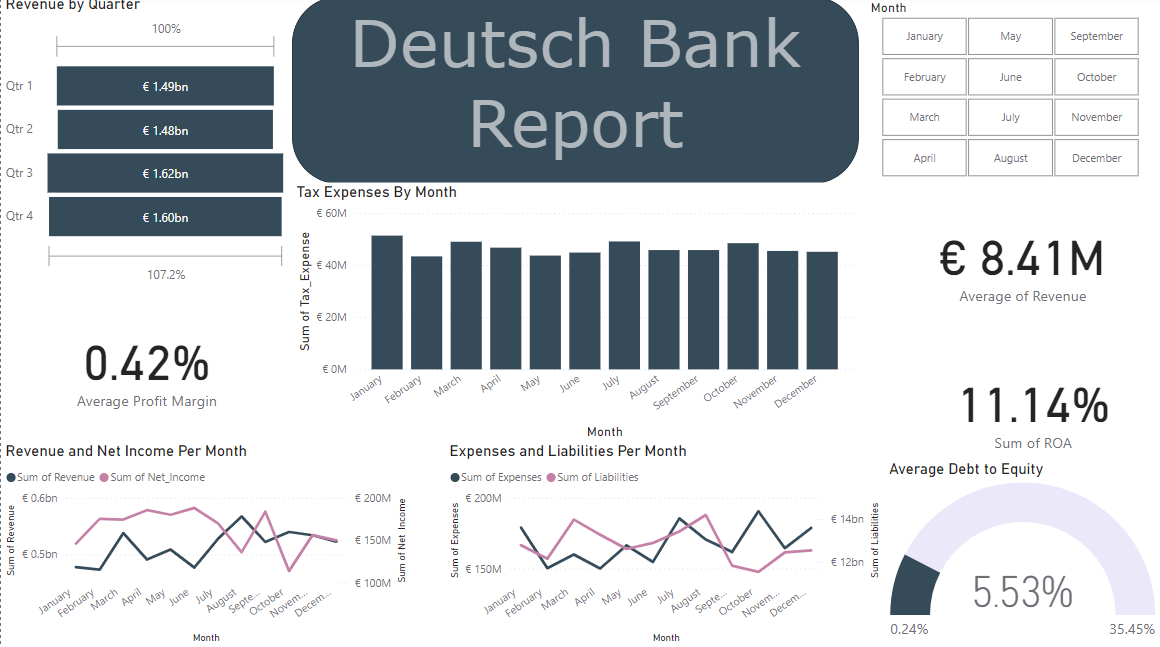 Revenue by Quarter
100%
Qtr 1
€ 1.49bn
Qtr 2
€ 1.48bn
Qtr 3
€ 1.62bn
Qtr 4
€ 1.60bn
107.2%
Deutsch Bank
Report
Month
January
May
September
February
June
October
March
July
November
April
August
December
Tax Expenses By Month
Sum of Tax_Expense
€ 60M
€ 40M
€ 20M
€ 0M
January
February
March
April
May
June
July
August
September
October
November
December
Month
€ 8.41M
Average of Revenue
0.42%
Average Profit Margin
11.14%
Sum of ROA
Revenue and Net Income Per Month
Sum of Revenue
Sum of Net_Income
Sum of Revenue
€ 0.6bn
€ 0.5bn
€ 200M
€ 150M
€ 100M
Sum of Net Income
January
February
March
April
May
June
July
August
Septe...
October
Novem...
Decem...
Month
Expenses and Liabilities Per Month
Sum of Expenses
Sum of Liabilities
Sum of Expenses
€ 200M
€ 150M
€ 14bn
€ 12bn
Sum of Liabilities
January
February
March
April
May
June
July
August
Septe...
October
Novem...
Decem...
Month
Average Debt to Equity
5.53%
0.24%
35.45%